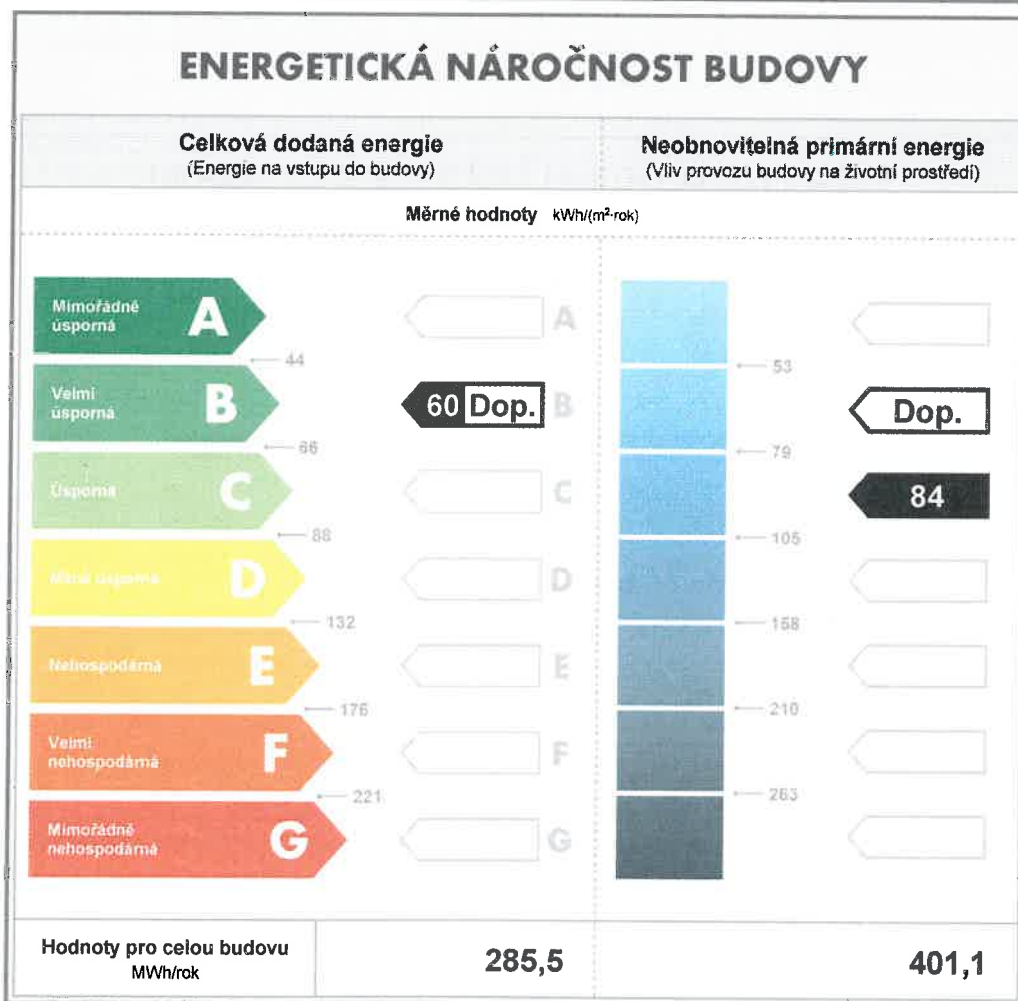 ENERGETICKÁ NÁROČNOST BUDOVY
Celková dodaná energie
(Energie na vstupu do budovy)
Neobnovitelná primární energie
(Vliv provozu budovy na životní prostředí)
Měrné hodnoty kWh/(m²·rok)
Mimořádně
úsporná
A
A
44
53
Velmi
úsporná
B
60 Dop.
B
Dop.
66
79
Úsporná
C
C
84
88
105
Méně úsporná
D
D
132
158
Nehospodárná
E
E
176
210
Velmi
nehospodárná
F
F
221
263
Mimořádně
nehospodárná
G
G
Hodnoty pro celou budovu
MWh/rok
285,5
401,1